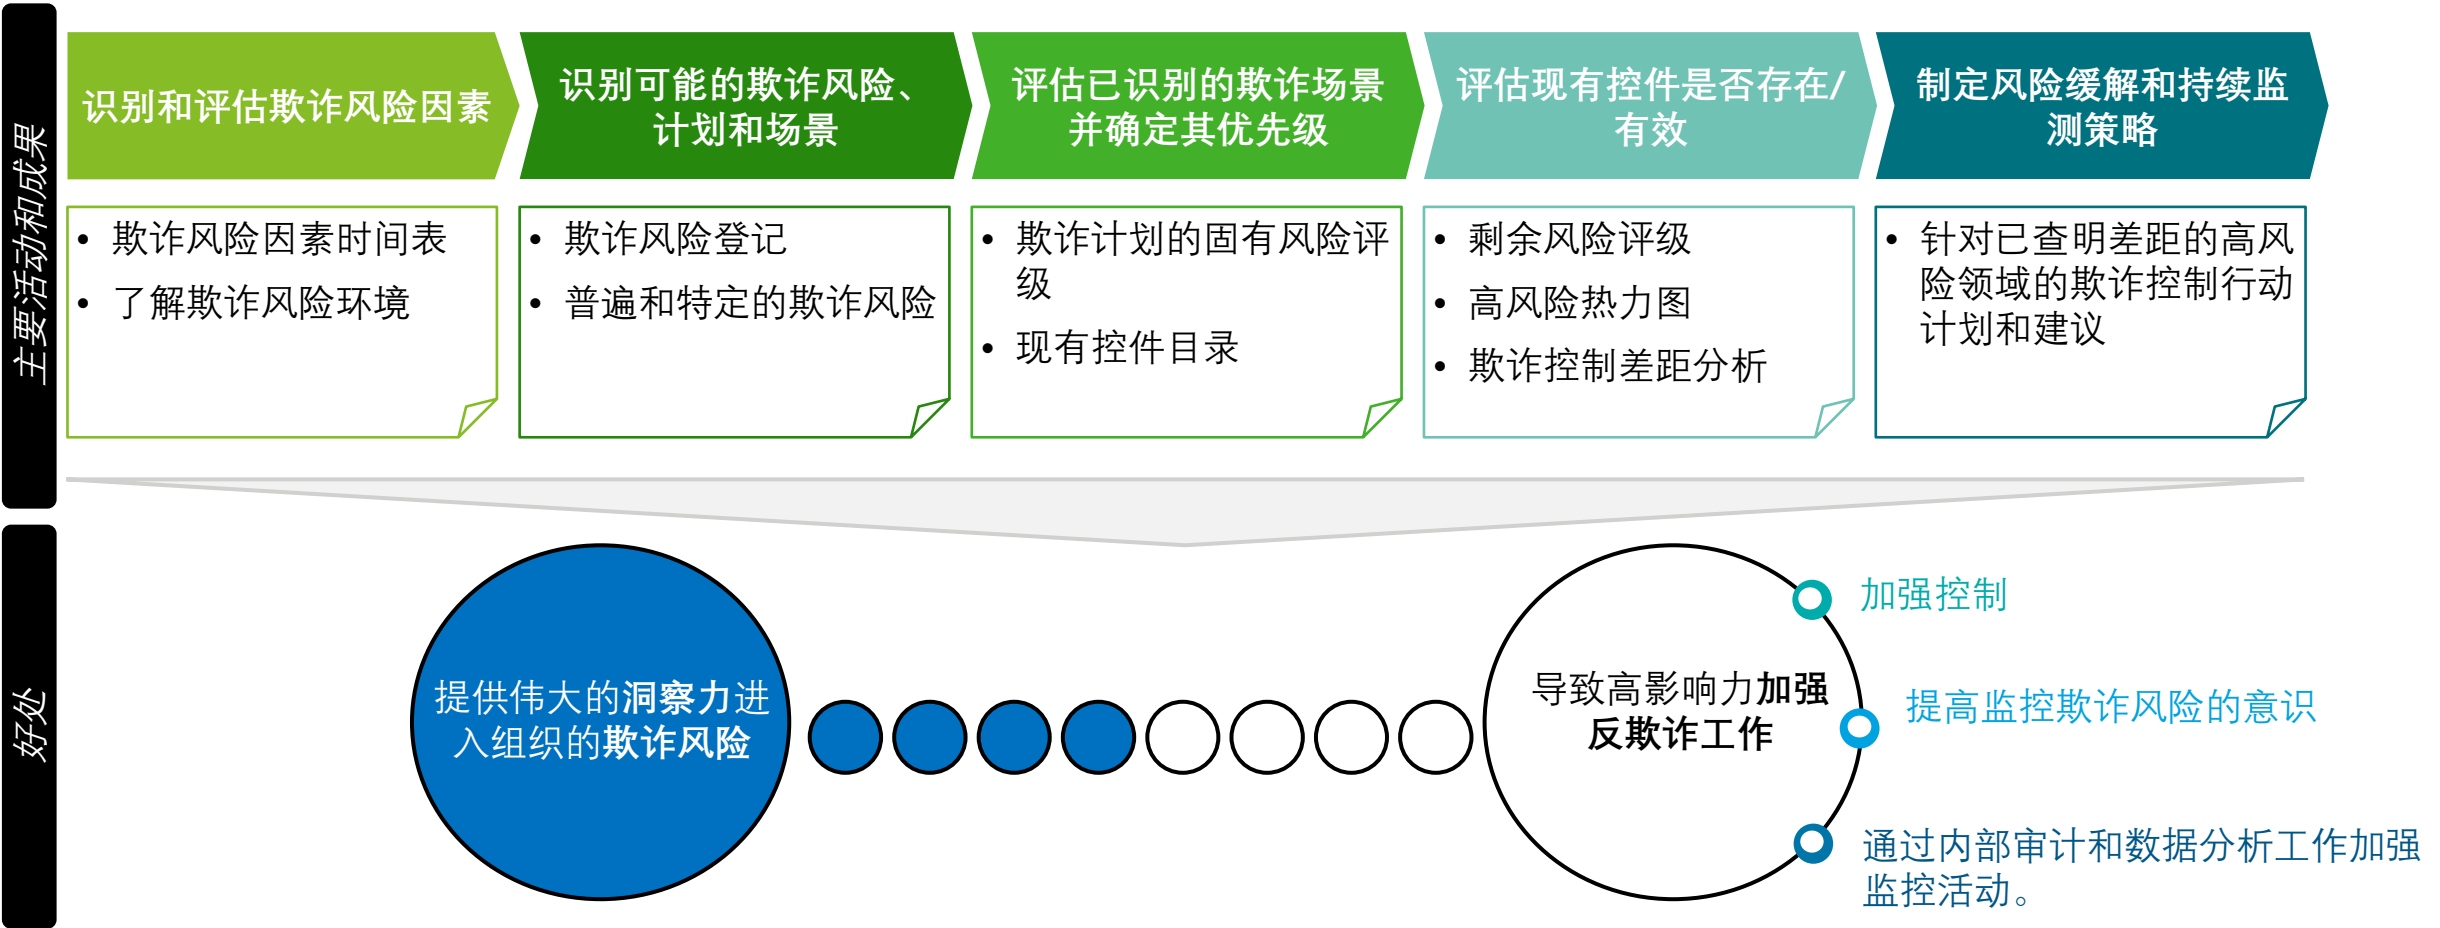 主要活动和成果
识别和评估欺诈风险因素
识别可能的欺诈风险、
计划和场景
评估已识别的欺诈场景
并确定其优先级
评估现有控件是否存在/
有效
制定风险缓解和持续监
测策略
• 欺诈风险因素时间表
• 了解欺诈风险环境
• 欺诈风险登记
• 普遍和特定的欺诈风险
• 欺诈计划的固有风险评
级
• 现有控件目录
• 剩余风险评级
• 高风险热力图
• 欺诈控制差距分析
• 针对已查明差距的高风
险领域的欺诈控制行动
计划和建议
好处
提供伟大的洞察力进
入组织的欺诈风险
导致高影响力加强
反欺诈工作
加强控制
提高监控欺诈风险的意识
通过内部审计和数据分析工作加强
监控活动。